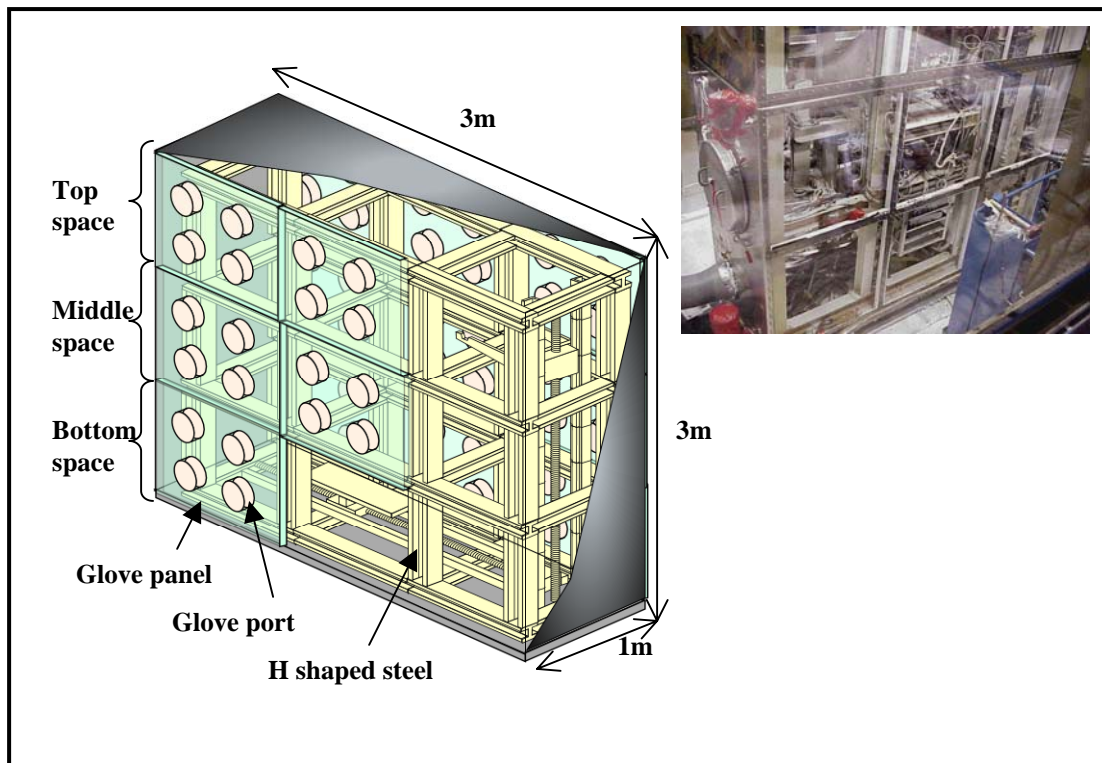 3m
Top
space
Middle
space
Bottom
space
3m
Glove panel
Glove port
H shaped steel
1m